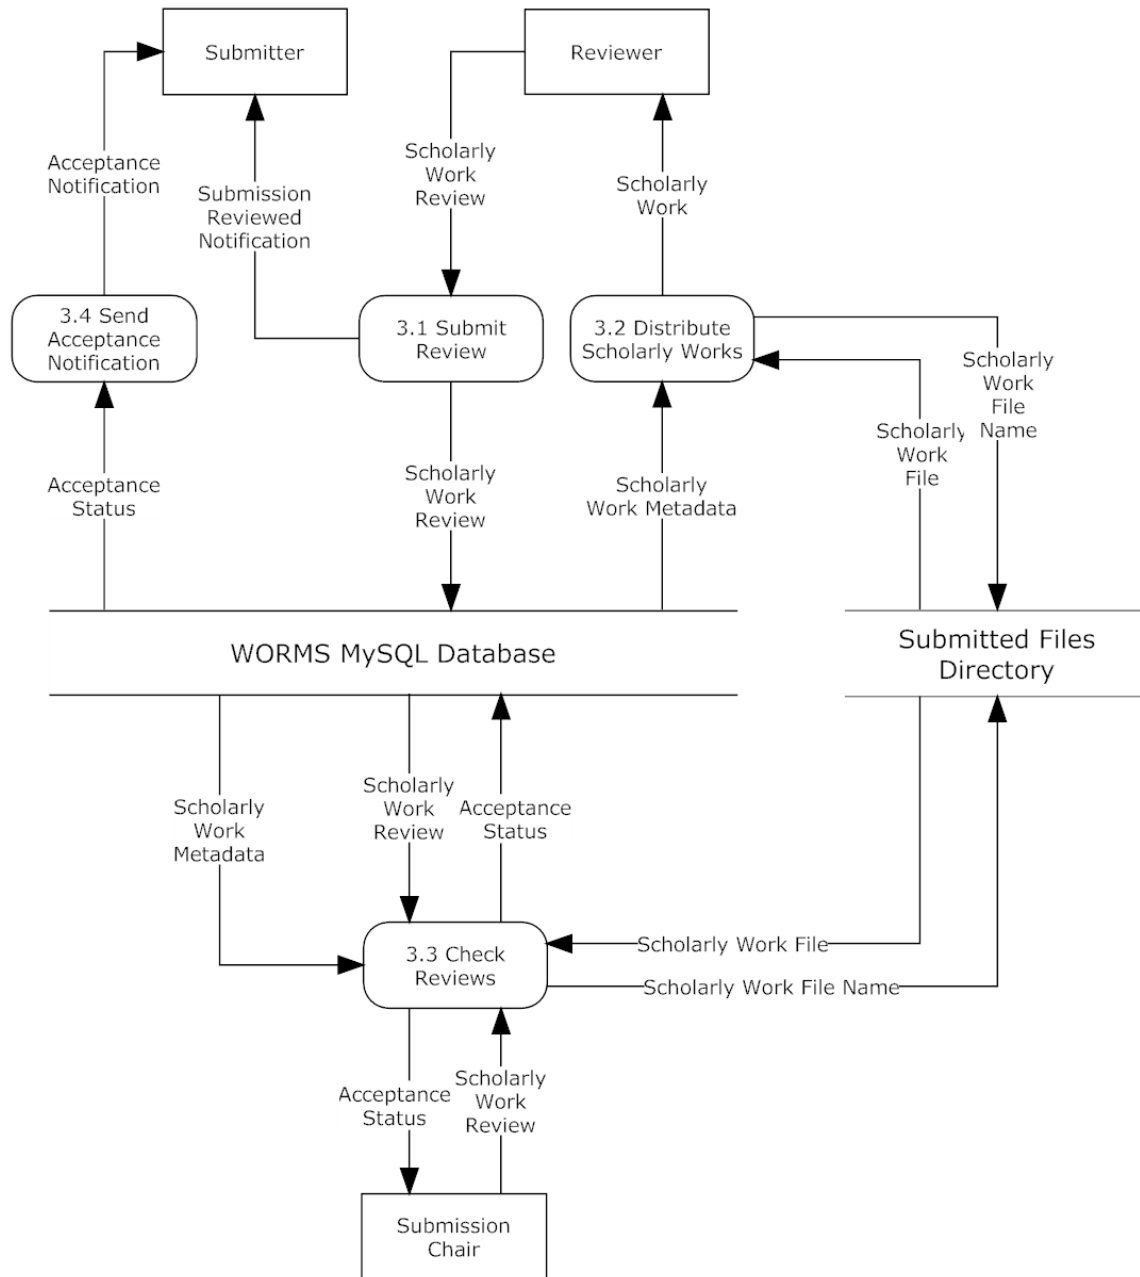 Submitter
Reviewer
Acceptance
Notification
Submission
Reviewed
Notification
Scholarly
Work
Review
Scholarly
Work
3.4 Send
Acceptance
Notification
3.1 Submit
Review
3.2 Distribute
Scholarly Works
Scholarly
Work
File
Name
Scholarly
Work
File
Acceptance
Status
Scholarly
Work
Review
Scholarly
Work Metadata
WORMS MySQL Database
Submitted Files
Directory
Scholarly
Work
Metadata
Scholarly
Work
Review
Acceptance
Status
3.3 Check
Reviews
Scholarly Work File
Scholarly Work File Name
Acceptance
Status
Scholarly
Work
Review
Submission
Chair